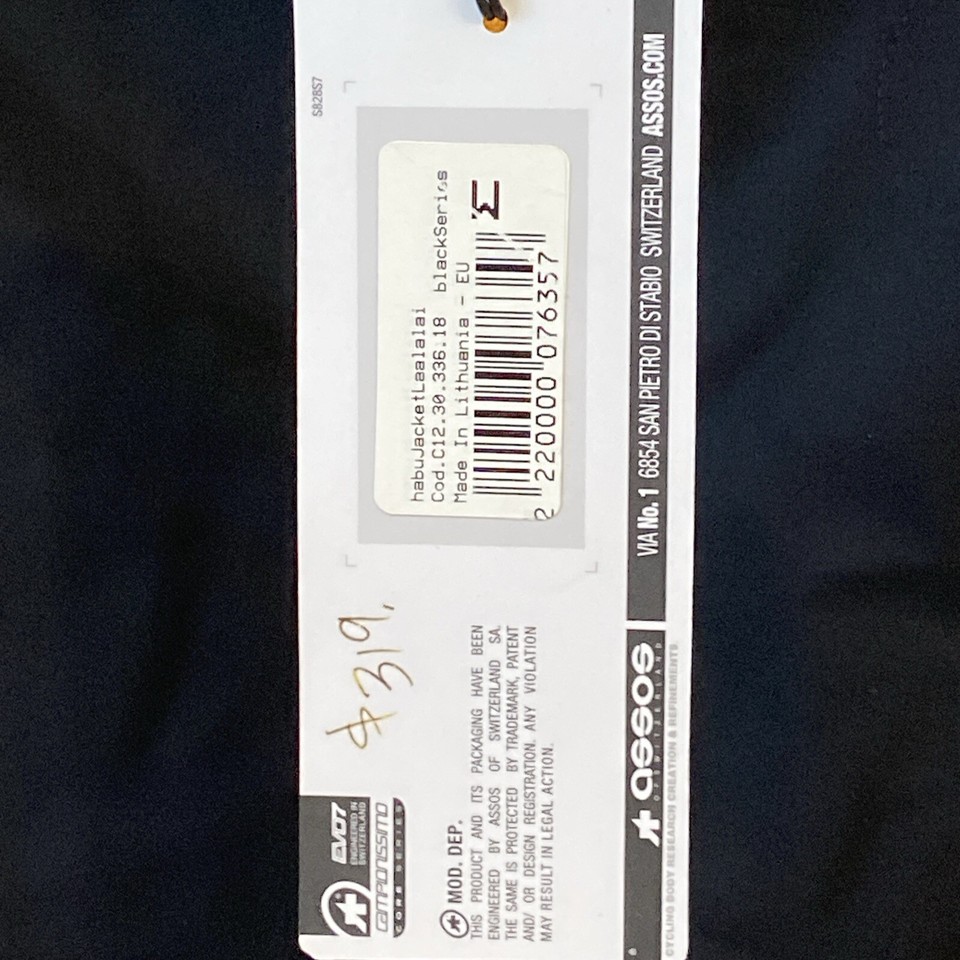 S828S7
habuJacketLaalalai
Cod.C12.30.336.18 blackSeries
Made In Lithuania - EU
M
2 220000 076357
$319.
EVO7
ENGINEERED IN
SWITZERLAND
CAMPIONISSIMO
CORE SERIES
MOD. DEP.
THIS PRODUCT AND ITS PACKAGING HAVE BEEN
ENGINEERED BY ASSOS OF SWITZERLAND SA.
THE SAME IS PROTECTED BY TRADEMARK, PATENT
AND/ OR DESIGN REGISTRATION. ANY VIOLATION
MAY RESULT IN LEGAL ACTION.
assos VIA No. 1 6854 SAN PIETRO DI STABIO SWITZERLAND ASSOS.COM
OF SWITZERLAND
CYCLING BODY RESEARCH CREATION & REFINEMENTS